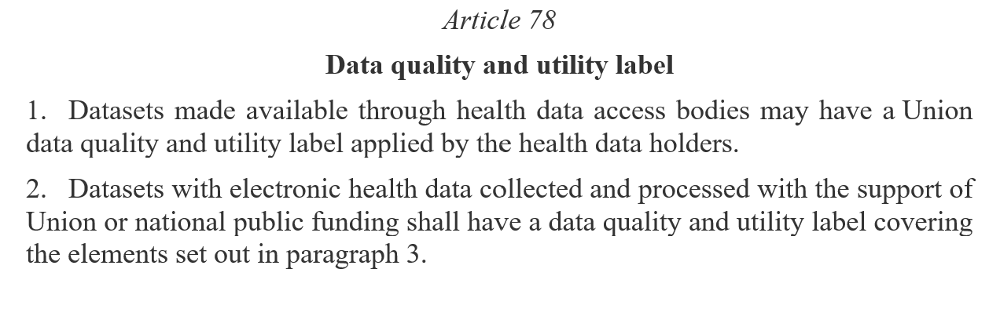 Article 78
Data quality and utility label
1. Datasets made available through health data access bodies may have a Union
data quality and utility label applied by the health data holders.
2. Datasets with electronic health data collected and processed with the support of
Union or national public funding shall have a data quality and utility label covering
the elements set out in paragraph 3.